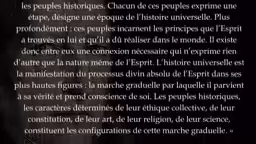 les peuples historiques. Chacun de ces peuples exprime une
étape, désigne une époque de l'histoire universelle. Plus
profondément : ces peuples incarnent les principes que l'Esprit
a trouvés en lui et qu'il a dû réaliser dans le monde. Il existe
donc entre eux une connexion nécessaire qui n'exprime rien
d'autre que la nature même de l'Esprit. L'histoire universelle est
la manifestation du processus divin absolu de l'Esprit dans ses
plus hautes figures : la marche graduelle par laquelle il parvient
à sa vérité et prend conscience de soi. Les peuples historiques,
les caractères déterminés de leur éthique collective, de leur
constitution, de leur art, de leur religion, de leur science,
constituent les configurations de cette marche graduelle. «